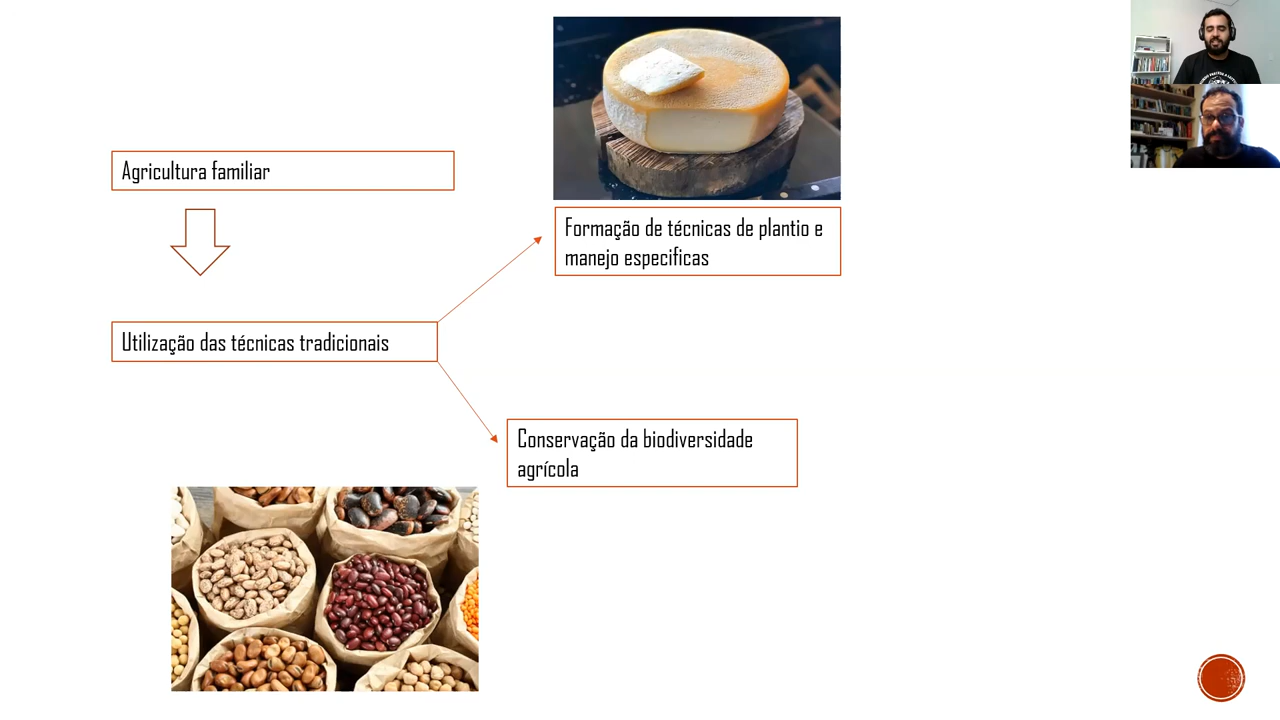 Agricultura familiar
Formação de técnicas de plantio e
manejo especificas
Utilização das técnicas tradicionais
Conservação da biodiversidade
agrícola